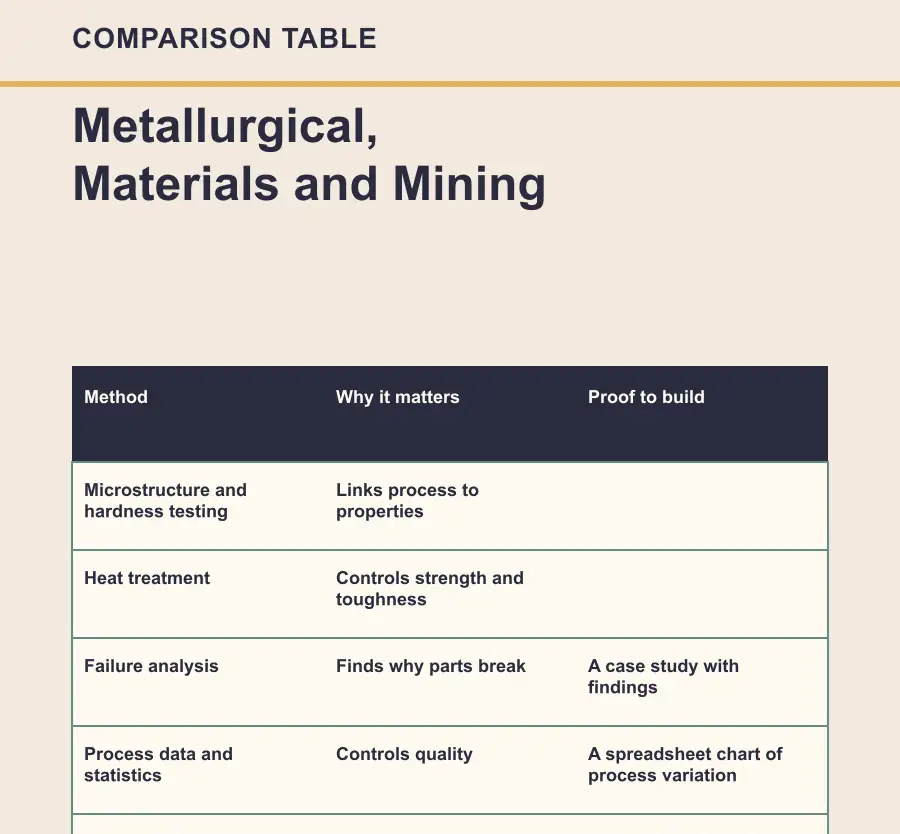 COMPARISON TABLE
Metallurgical,
Materials and Mining
Method
Why it matters
Proof to build
Microstructure and
hardness testing
Links process to
properties
Heat treatment
Controls strength and
toughness
Failure analysis
Finds why parts break
A case study with
findings
Process data and
statistics
Controls quality
A spreadsheet chart of
process variation